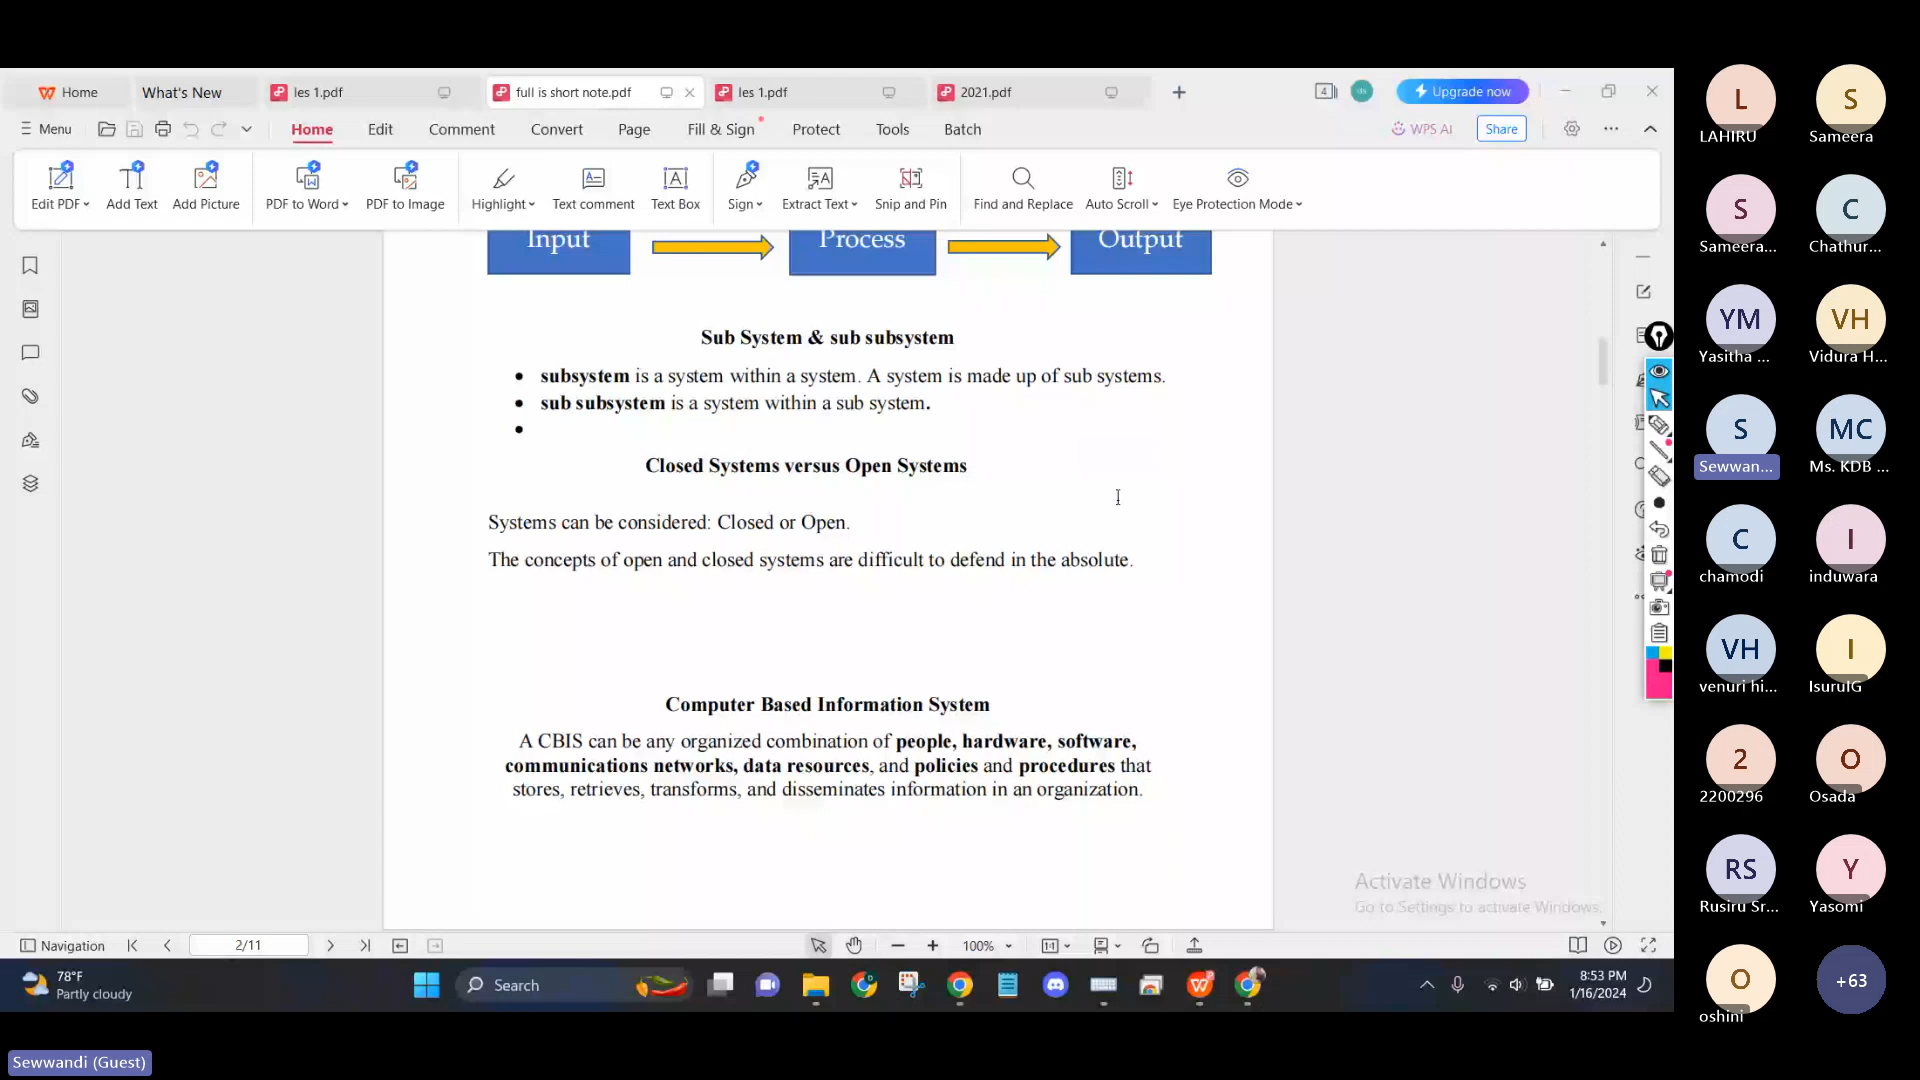 Home What's New les 1.pdf full is short note.pdf les 1.pdf 2021.pdf 4 ds Upgrade now
Menu Home Edit Comment Convert Page Fill & Sign Protect Tools Batch WPS AI Share
Edit PDF Add Text Add Picture PDF to Word PDF to Image Highlight Text comment Text Box Sign Extract Text Snip and Pin Find and Replace Auto Scroll Eye Protection Mode
Input Process Output
Sub System & sub subsystem
• subsystem is a system within a system. A system is made up of sub systems.
• sub subsystem is a system within a sub system.
•
Closed Systems versus Open Systems
Systems can be considered: Closed or Open.
The concepts of open and closed systems are difficult to defend in the absolute.
Computer Based Information System
A CBIS can be any organized combination of people, hardware, software,
communications networks, data resources, and policies and procedures that
stores, retrieves, transforms, and disseminates information in an organization.
Activate Windows
Go to Settings to activate Windows.
Navigation 2/11 100%
78°F
Partly cloudy
Search
8:53 PM
1/16/2024
Sewwandi (Guest)
L S
LAHIRU Sameera
S C
Sameera... Chathur...
YM VH
Yasitha ... Vidura H...
S MC
Sewwan... Ms. KDB ...
C I
chamodi induwara
VH I
venuri hi... IsuruIG
2 O
2200296 Osada
RS Y
Rusiru Sr... Yasomi
O +63
oshini